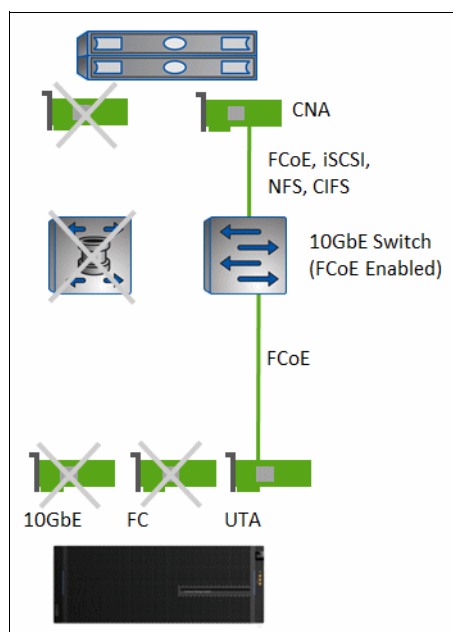 CNA
FCoE, iSCSI,
NFS, CIFS
10GbE Switch
(FCoE Enabled)
FCoE
10GbE
FC
UTA